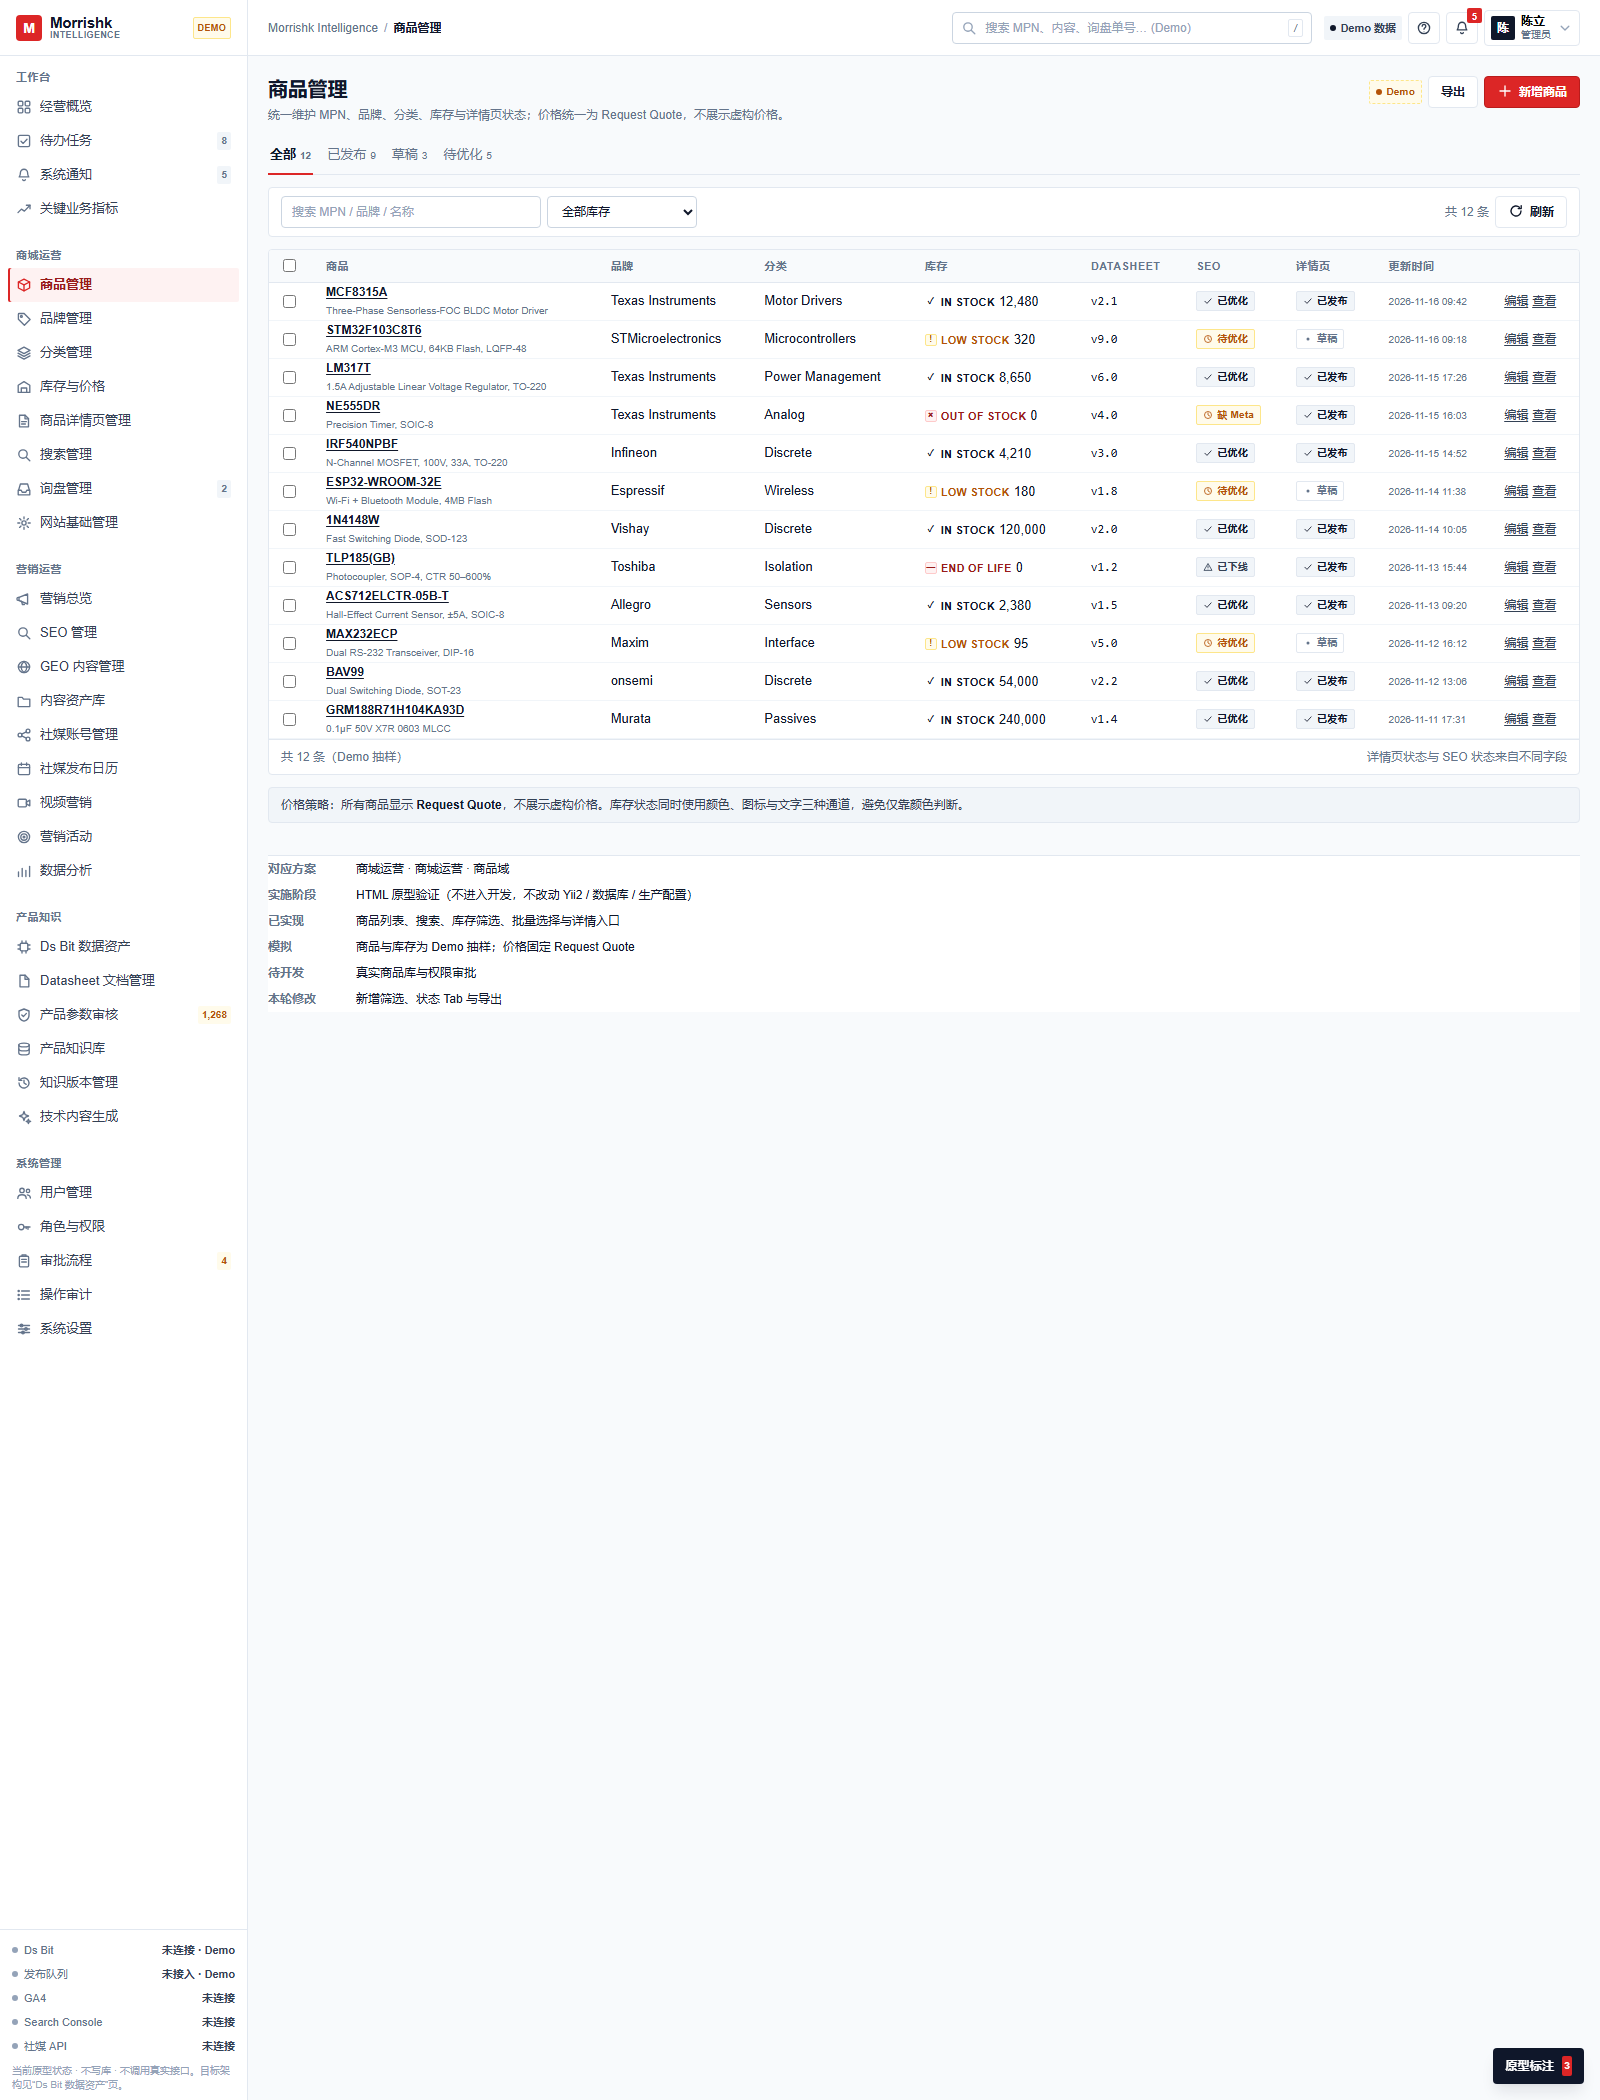 M Morrishk INTELLIGENCE DEMO
Morrishk Intelligence / 商品管理
搜索 MPN、内容、询盘单号... (Demo) /
Demo 数据
5
陈 陈立
管理员
工作台
经营概览
待办任务 8
系统通知 5
关键业务指标
商城运营
商品管理
品牌管理
分类管理
库存与价格
商品详情页管理
搜索管理
询盘管理 2
网站基础管理
营销运营
营销总览
SEO 管理
GEO 内容管理
内容资产库
社媒账号管理
社媒发布日历
视频营销
营销活动
数据分析
产品知识
Ds Bit 数据资产
Datasheet 文档管理
产品参数审核 1,268
产品知识库
知识版本管理
技术内容生成
系统管理
用户管理
角色与权限
审批流程 4
操作审计
系统设置
Ds Bit 未连接 · Demo
发布队列 未接入 · Demo
GA4 未连接
Search Console 未连接
社媒 API 未连接
当前原型状态 · 不写库 · 不调用真实接口。目标架
构见"Ds Bit 数据资产"页。
商品管理
统一维护 MPN、品牌、分类、库存与详情页状态；价格统一为 Request Quote，不展示虚构价格。
Demo 导出 新增商品
全部 12 已发布 9 草稿 3 待优化 5
搜索 MPN / 品牌 / 名称 全部库存 共 12 条 刷新
商品 品牌 分类 库存 DATASHEET SEO 详情页 更新时间
MCF8315A Texas Instruments Motor Drivers ✓ IN STOCK 12,480 v2.1 ✓ 已优化 ✓ 已发布 2026-11-16 09:42 编辑 查看
Three-Phase Sensorless-FOC BLDC Motor Driver
STM32F103C8T6 STMicroelectronics Microcontrollers ! LOW STOCK 320 v9.0 待优化 • 草稿 2026-11-16 09:18 编辑 查看
ARM Cortex-M3 MCU, 64KB Flash, LQFP-48
LM317T Texas Instruments Power Management ✓ IN STOCK 8,650 v6.0 ✓ 已优化 ✓ 已发布 2026-11-15 17:26 编辑 查看
1.5A Adjustable Linear Voltage Regulator, TO-220
NE555DR Texas Instruments Analog × OUT OF STOCK 0 v4.0 缺 Meta ✓ 已发布 2026-11-15 16:03 编辑 查看
Precision Timer, SOIC-8
IRF540NPBF Infineon Discrete ✓ IN STOCK 4,210 v3.0 ✓ 已优化 ✓ 已发布 2026-11-15 14:52 编辑 查看
N-Channel MOSFET, 100V, 33A, TO-220
ESP32-WROOM-32E Espressif Wireless ! LOW STOCK 180 v1.8 待优化 • 草稿 2026-11-14 11:38 编辑 查看
Wi-Fi + Bluetooth Module, 4MB Flash
1N4148W Vishay Discrete ✓ IN STOCK 120,000 v2.0 ✓ 已优化 ✓ 已发布 2026-11-14 10:05 编辑 查看
Fast Switching Diode, SOD-123
TLP185(GB) Toshiba Isolation — END OF LIFE 0 v1.2 已下线 ✓ 已发布 2026-11-13 15:44 编辑 查看
Photocoupler, SOP-4, CTR 50–600%
ACS712ELCTR-05B-T Allegro Sensors ✓ IN STOCK 2,380 v1.5 ✓ 已优化 ✓ 已发布 2026-11-13 09:20 编辑 查看
Hall-Effect Current Sensor, ±5A, SOIC-8
MAX232ECP Maxim Interface ! LOW STOCK 95 v5.0 待优化 • 草稿 2026-11-12 16:12 编辑 查看
Dual RS-232 Transceiver, DIP-16
BAV99 onsemi Discrete ✓ IN STOCK 54,000 v2.2 ✓ 已优化 ✓ 已发布 2026-11-12 13:06 编辑 查看
Dual Switching Diode, SOT-23
GRM188R71H104KA93D Murata Passives ✓ IN STOCK 240,000 v1.4 ✓ 已优化 ✓ 已发布 2026-11-11 17:31 编辑 查看
0.1µF 50V X7R 0603 MLCC
共 12 条（Demo 抽样） 详情页状态与 SEO 状态来自不同字段
价格策略：所有商品显示 Request Quote，不展示虚构价格。库存状态同时使用颜色、图标与文字三种通道，避免仅靠颜色判断。
对应方案 商城运营 · 商城运营 · 商品域
实施阶段 HTML 原型验证（不进入开发，不改动 Yii2 / 数据库 / 生产配置）
已实现 商品列表、搜索、库存筛选、批量选择与详情入口
模拟 商品与库存为 Demo 抽样；价格固定 Request Quote
待开发 真实商品库与权限审批
本轮修改 新增筛选、状态 Tab 与导出
原型标注 3